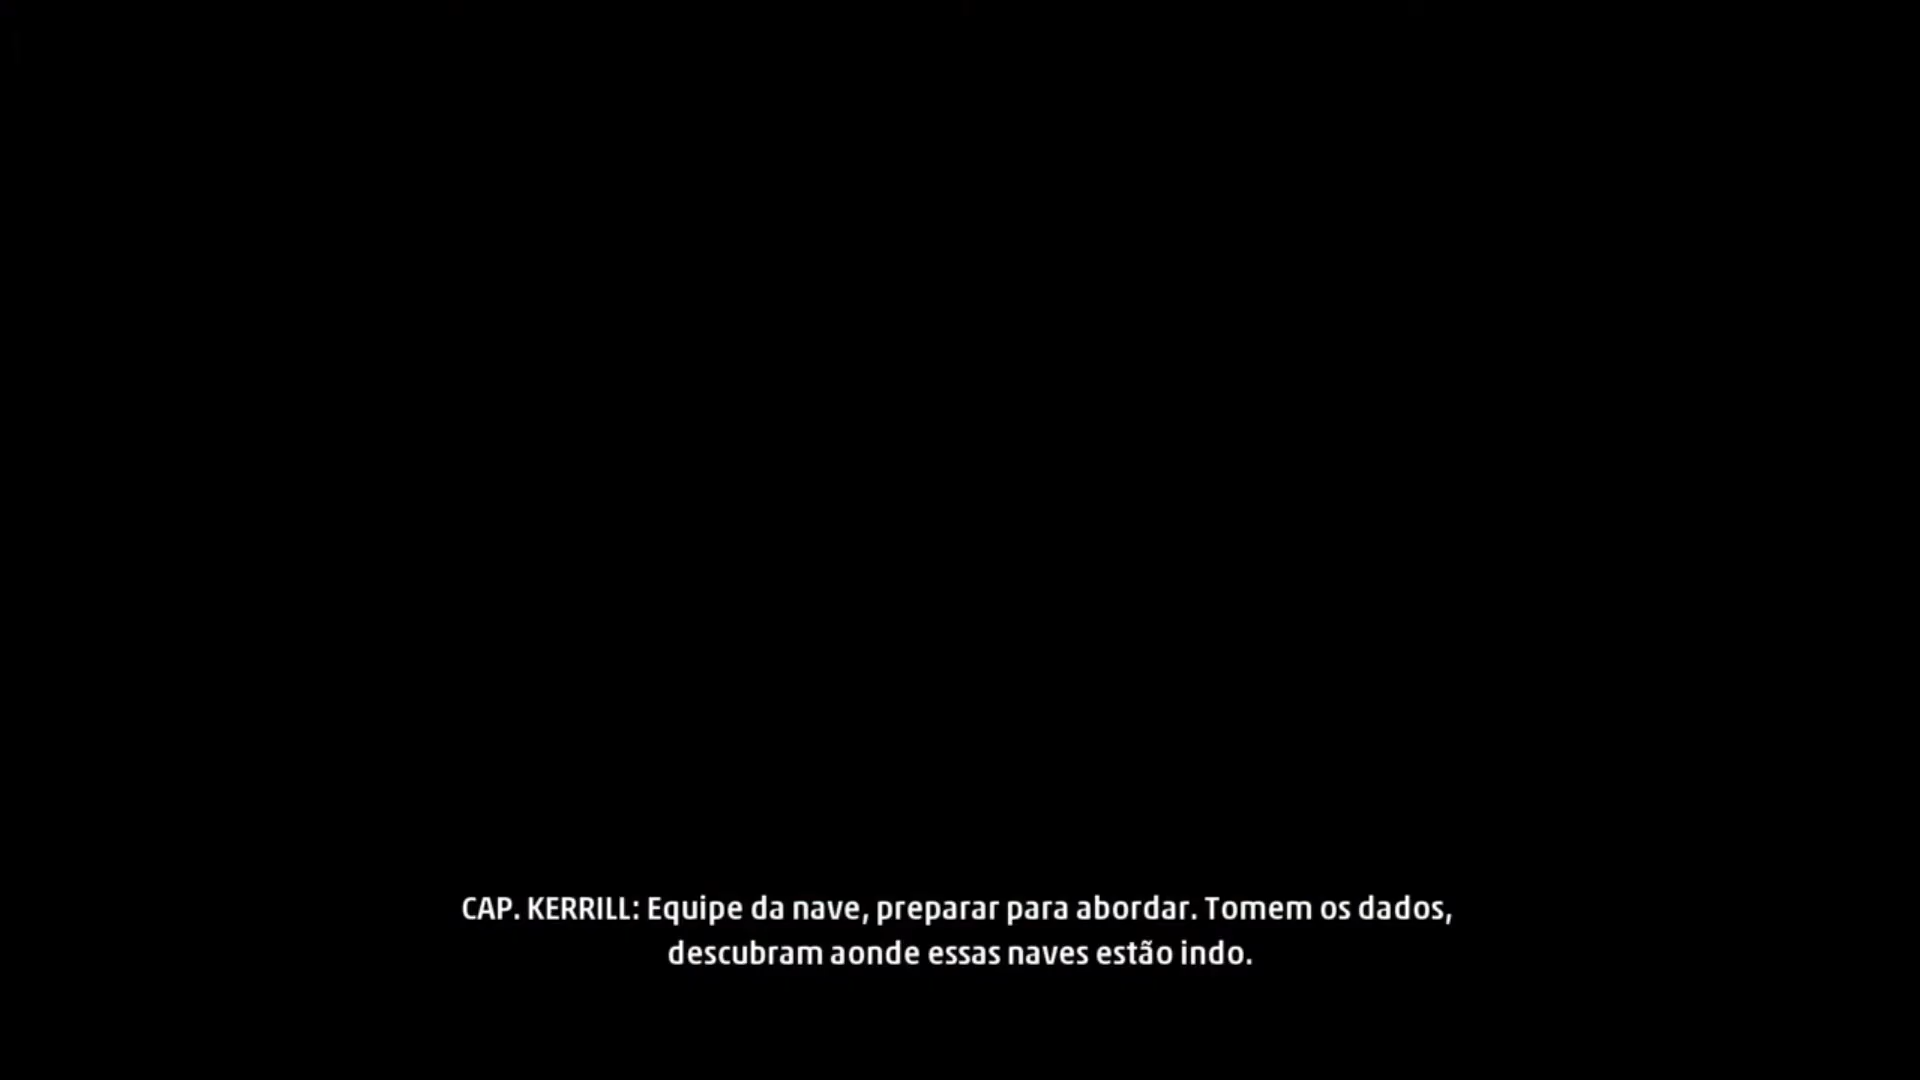 CAP. KERRILL: Equipe da nave, preparar para abordar. Tomem os dados,
descubram aonde essas naves estão indo.